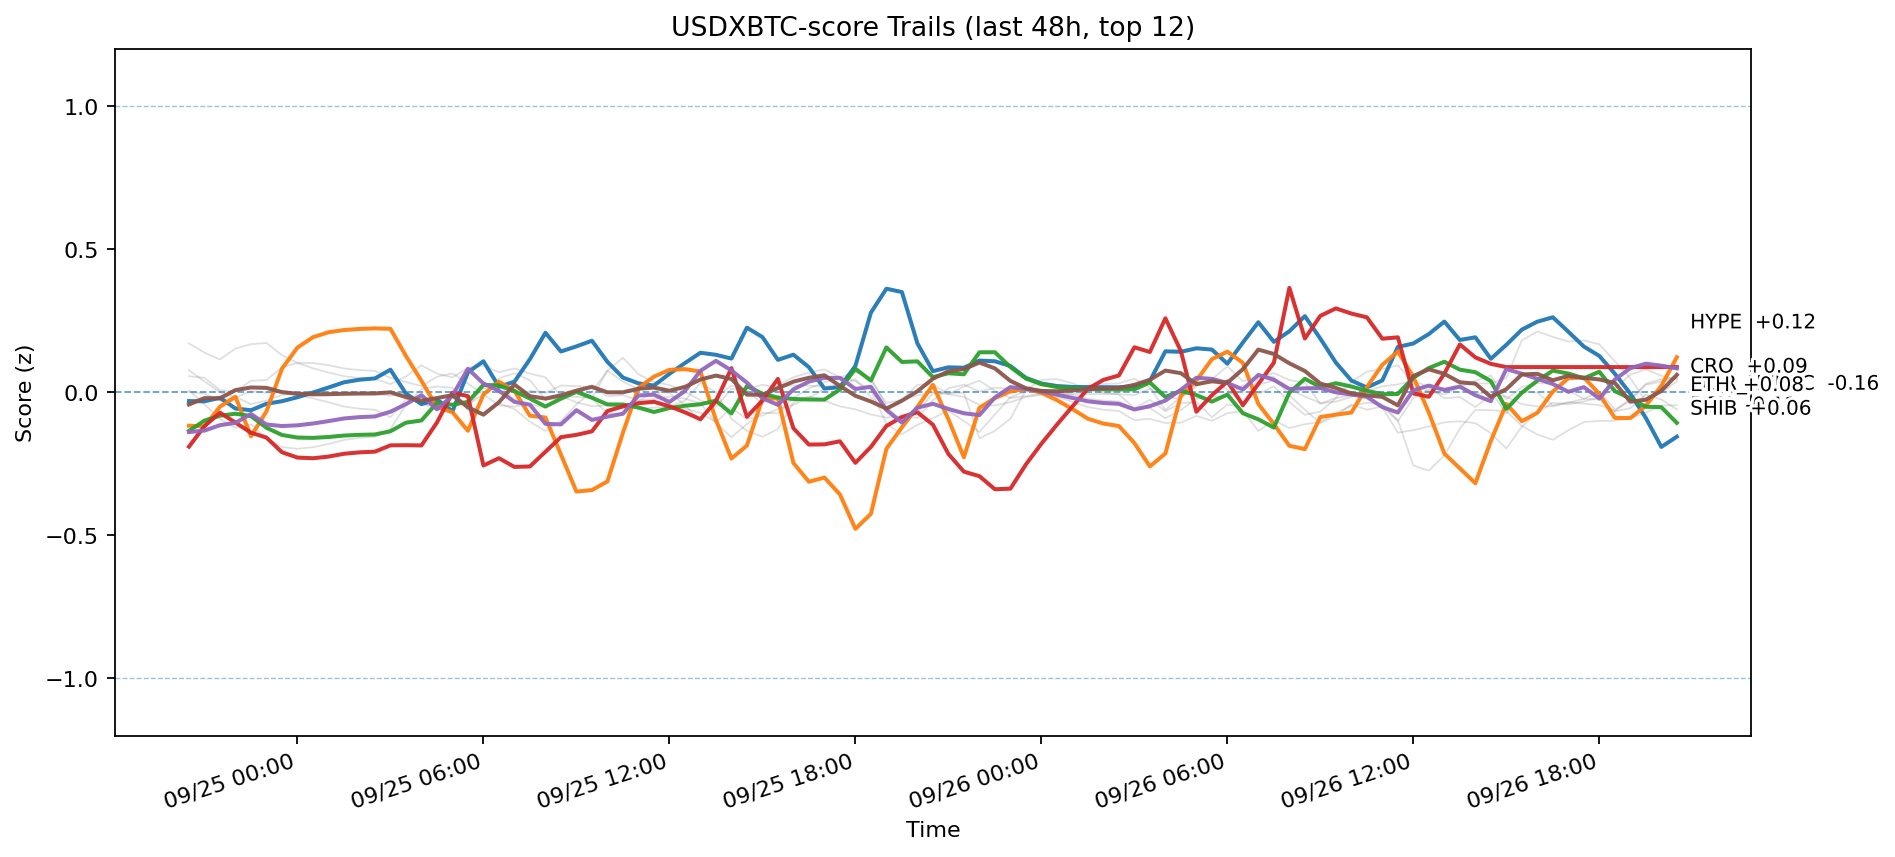 USDXBTC-score Trails (last 48h, top 12)
Score (z)
1.0
0.5
0.0
−0.5
−1.0
HYPE +0.12
CRO +0.09
ETH +0.08
-0.16
SHIB +0.06
09/25 00:00
09/25 06:00
09/25 12:00
09/25 18:00
09/26 00:00
09/26 06:00
09/26 12:00
09/26 18:00
Time